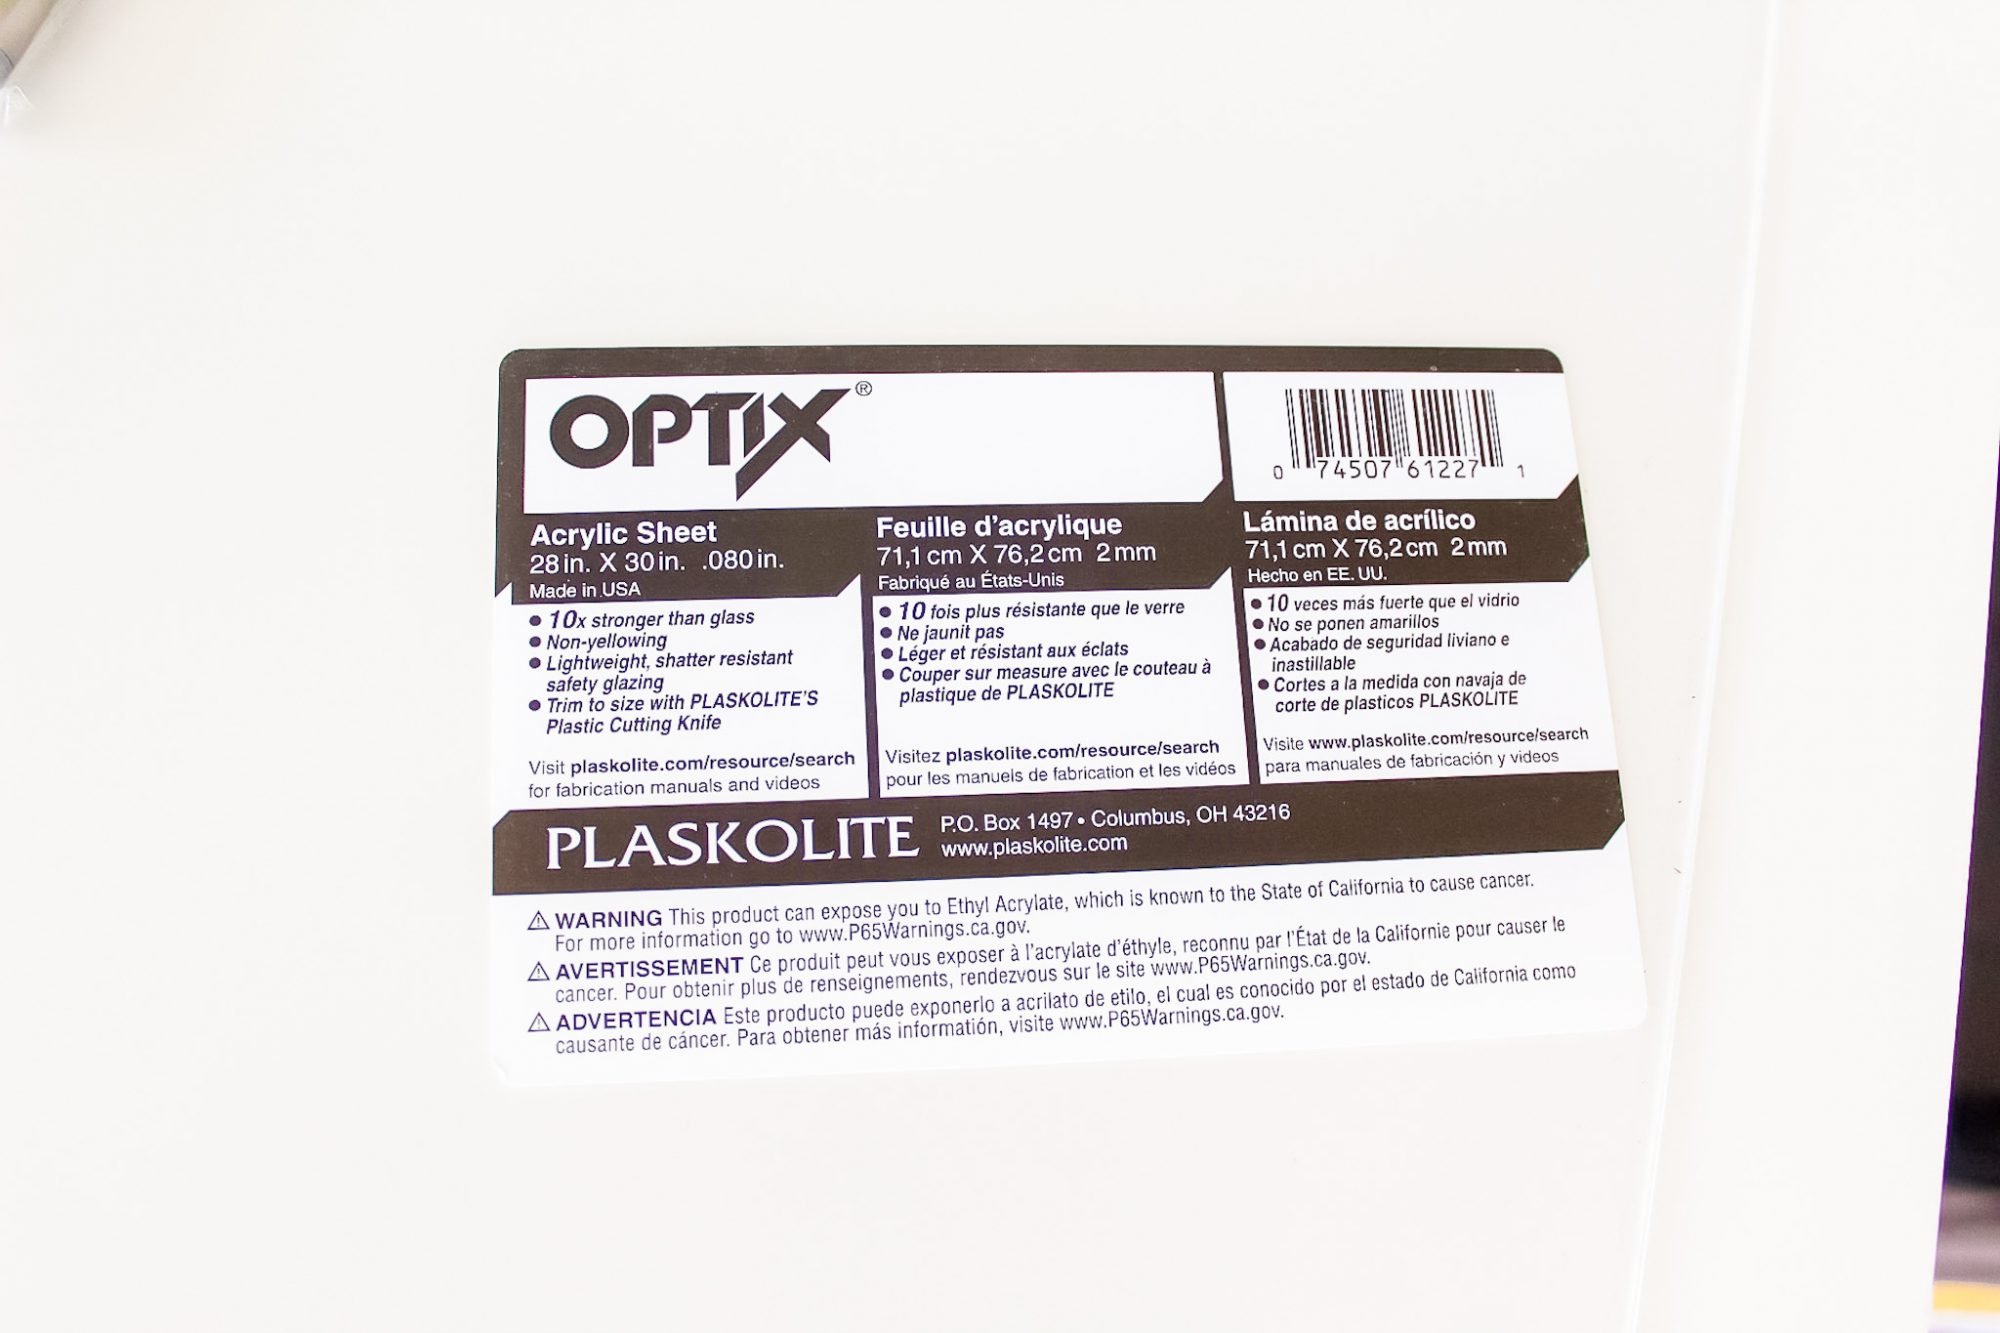 OPTIX®
0 74507 61227 1
Acrylic Sheet
28 in. X 30 in. .080 in.
Made in USA
• 10x stronger than glass
• Non-yellowing
• Lightweight, shatter resistant
safety glazing
• Trim to size with PLASKOLITE'S
Plastic Cutting Knife
Visit plaskolite.com/resource/search
for fabrication manuals and videos
Feuille d'acrylique
71,1 cm X 76,2 cm 2 mm
Fabriqué au États-Unis
• 10 fois plus résistante que le verre
• Ne jaunit pas
• Léger et résistant aux éclats
• Couper sur measure avec le couteau à
plastique de PLASKOLITE
Visitez plaskolite.com/resource/search
pour les manuels de fabrication et les vidéos
Lámina de acrílico
71,1 cm X 76,2 cm 2 mm
Hecho en EE. UU.
• 10 veces más fuerte que el vidrio
• No se ponen amarillos
• Acabado de seguridad liviano e
inastillable
• Cortes a la medida con navaja de
corte de plasticos PLASKOLITE
Visite www.plaskolite.com/resource/search
para manuales de fabricación y videos
PLASKOLITE
P.O. Box 1497 • Columbus, OH 43216
www.plaskolite.com
⚠ WARNING This product can expose you to Ethyl Acrylate, which is known to the State of California to cause cancer.
For more information go to www.P65Warnings.ca.gov.
⚠ AVERTISSEMENT Ce produit peut vous exposer à l'acrylate d'éthyle, reconnu par l'État de la Californie pour causer le
cancer. Pour obtenir plus de renseignements, rendezvous sur le site www.P65Warnings.ca.gov.
⚠ ADVERTENCIA Este producto puede exponerlo a acrilato de etilo, el cual es conocido por el estado de California como
causante de cáncer. Para obtener más informatión, visite www.P65Warnings.ca.gov.